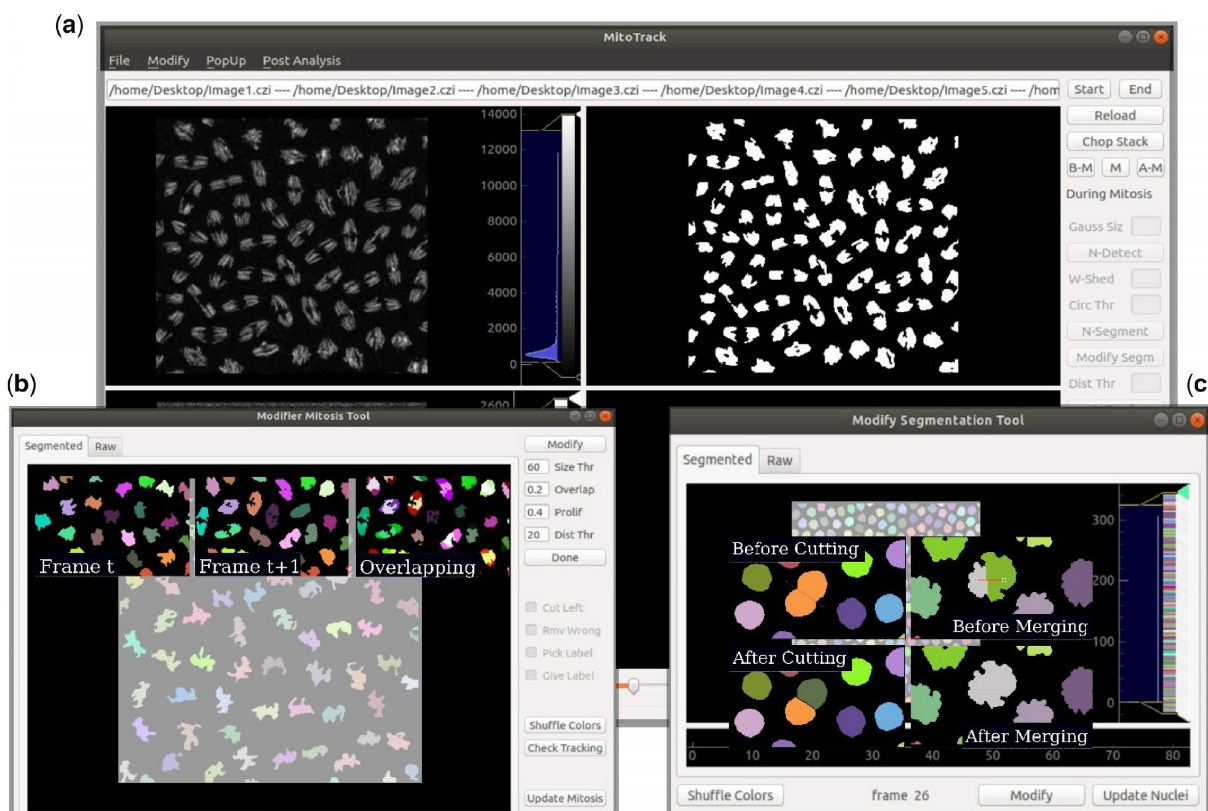 (a)
MitoTrack
File Modify PopUp Post Analysis
/home/Desktop/Image1.czi ---- /home/Desktop/Image2.czi ---- /home/Desktop/Image3.czi ---- /home/Desktop/Image4.czi ---- /home/Desktop/Image5.czi ---- /hom
Start End
Reload
Chop Stack
B-M M A-M
During Mitosis
Gauss Siz
N-Detect
W-Shed
Circ Thr
N-Segment
Modify Segm
Dist Thr
14000
12000
10000
8000
6000
4000
2000
0
2600
(b)
Modifier Mitosis Tool
Segmented Raw
Frame t
Frame t+1
Overlapping
Modify
60 Size Thr
0.2 Overlap
0.4 Prolif
20 Dist Thr
Done
Cut Left
Rmv Wrong
Pick Label
Give Label
Shuffle Colors
Check Tracking
Update Mitosis
(c
Modify Segmentation Tool
Segmented Raw
Before Cutting
Before Merging
After Cutting
After Merging
300
200
100
0
0 10 20 30 40 50 60 70 80
Shuffle Colors frame 26 Modify Update Nuclei